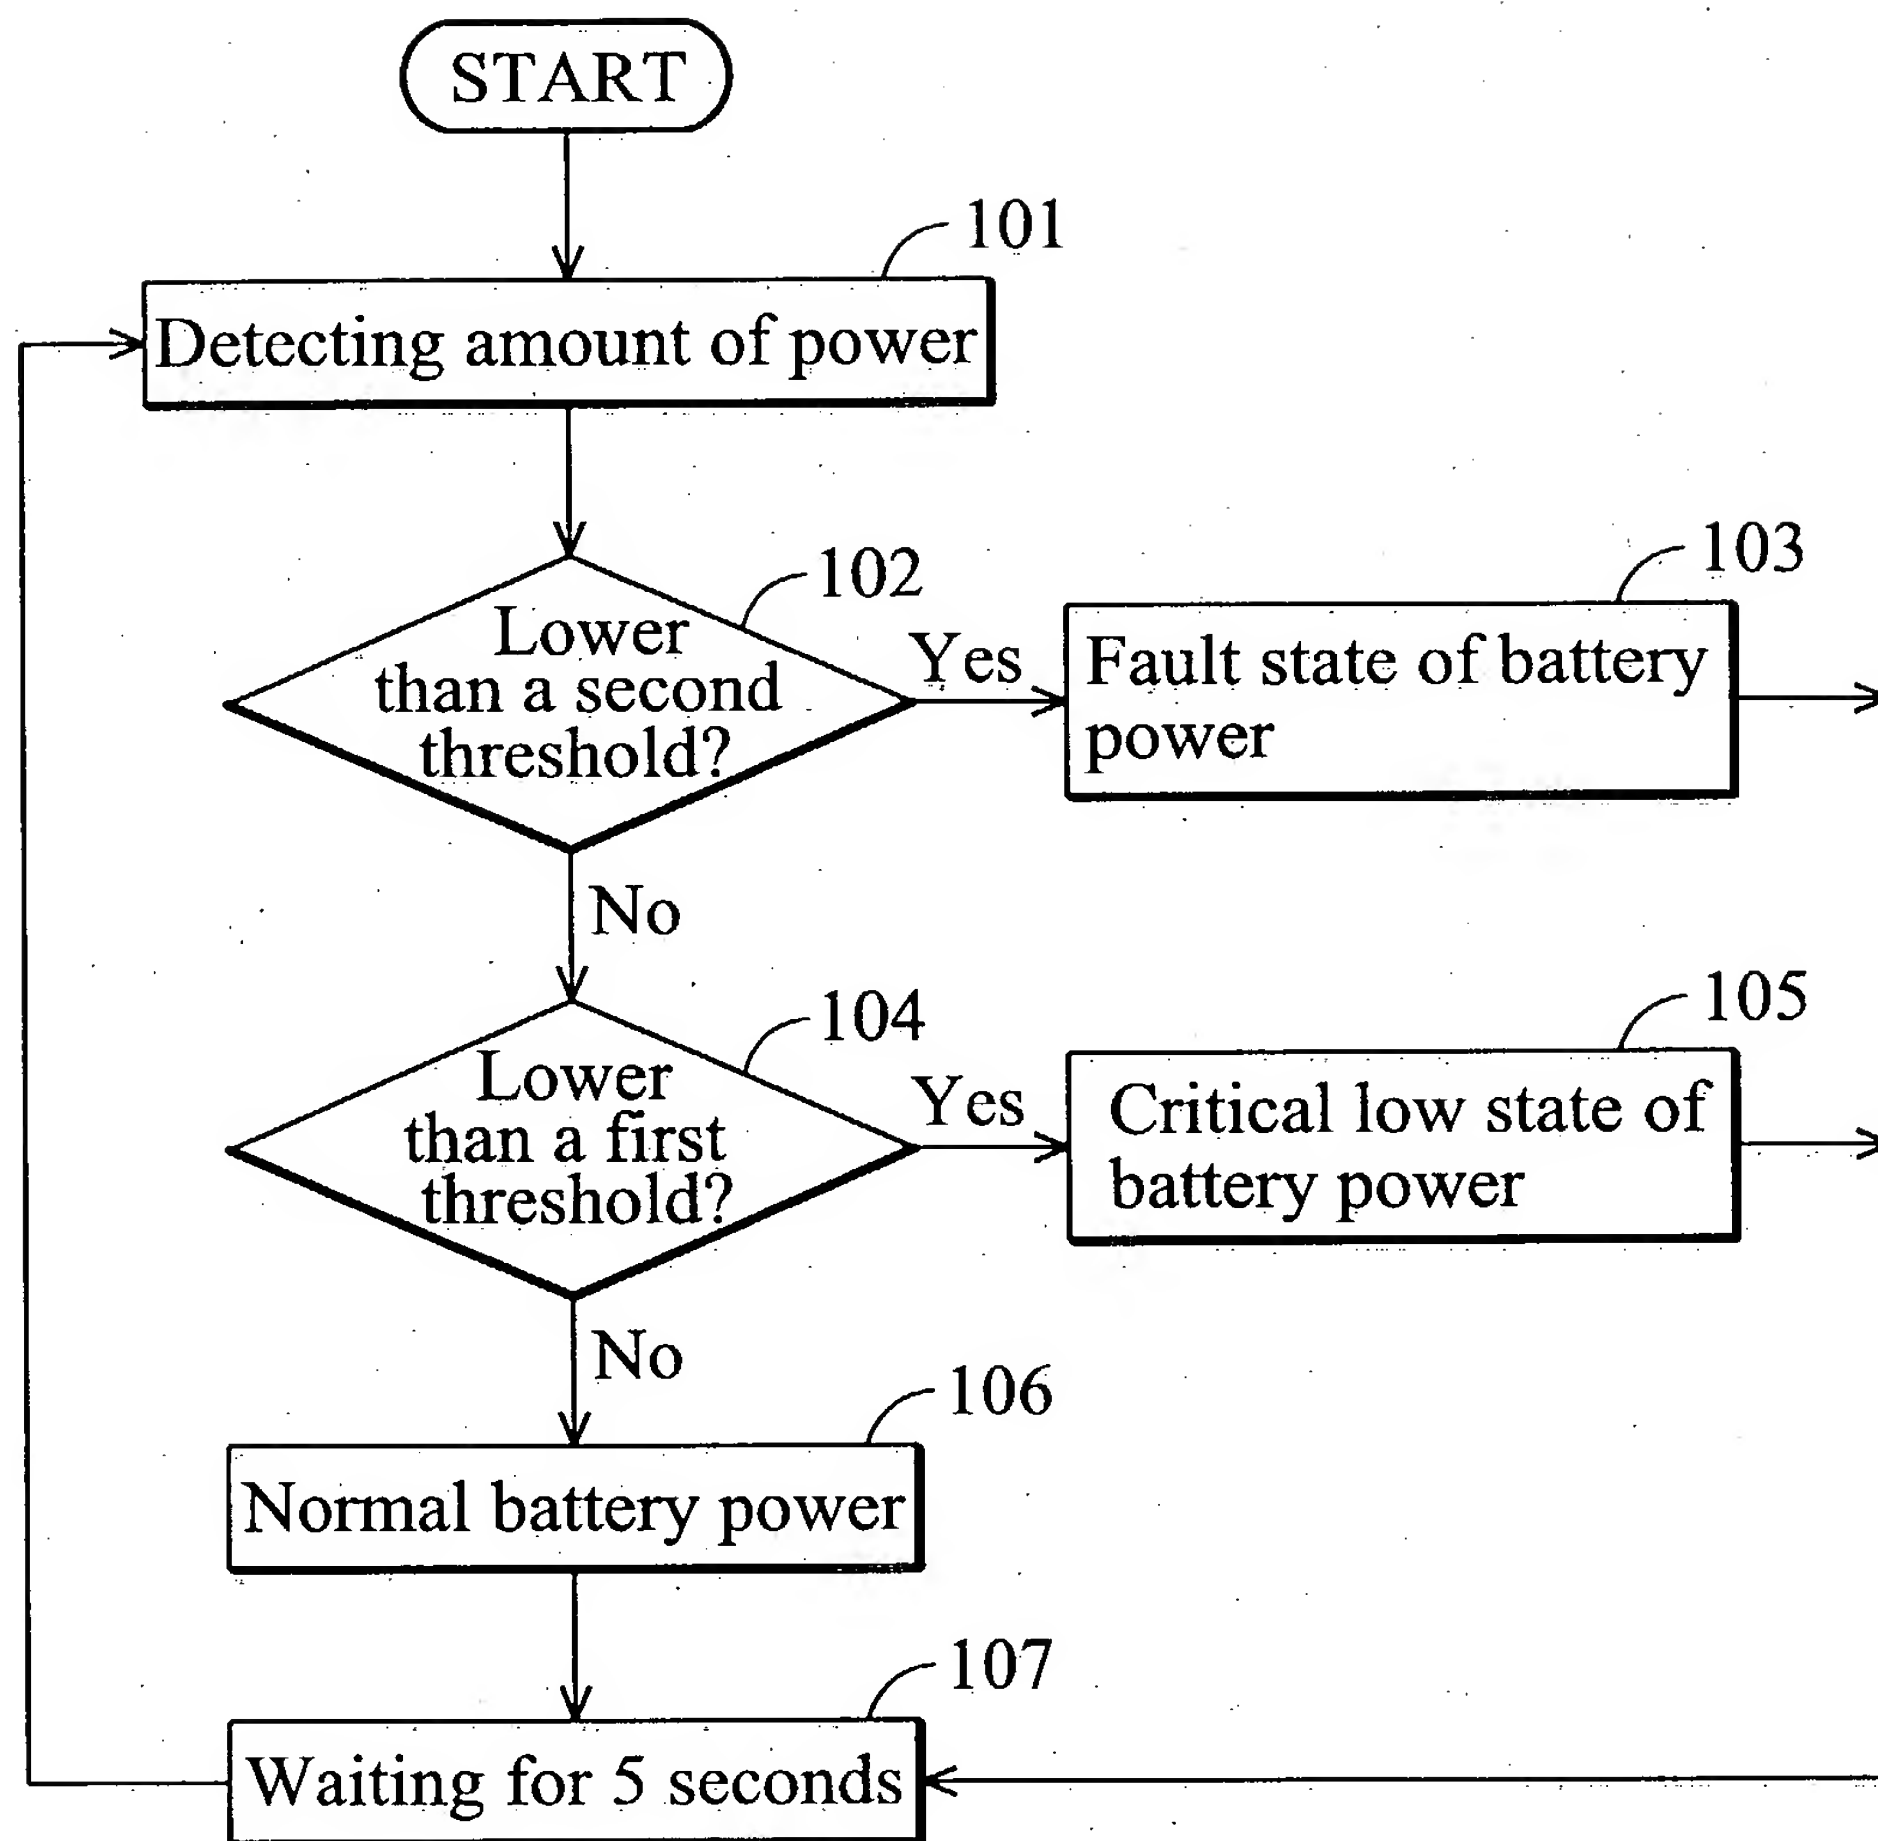 START
101
Detecting amount of power
102
Lower
than a second
threshold?
Yes
103
Fault state of battery
power
No
104
Lower
than a first
threshold?
Yes
105
Critical low state of
battery power
No
106
Normal battery power
107
Waiting for 5 seconds